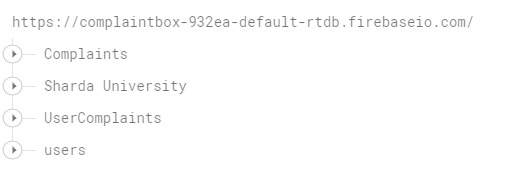 https://complaintbox-932ea-default-rtdb.firebaseio.com/
Complaints
Sharda University
UserComplaints
users